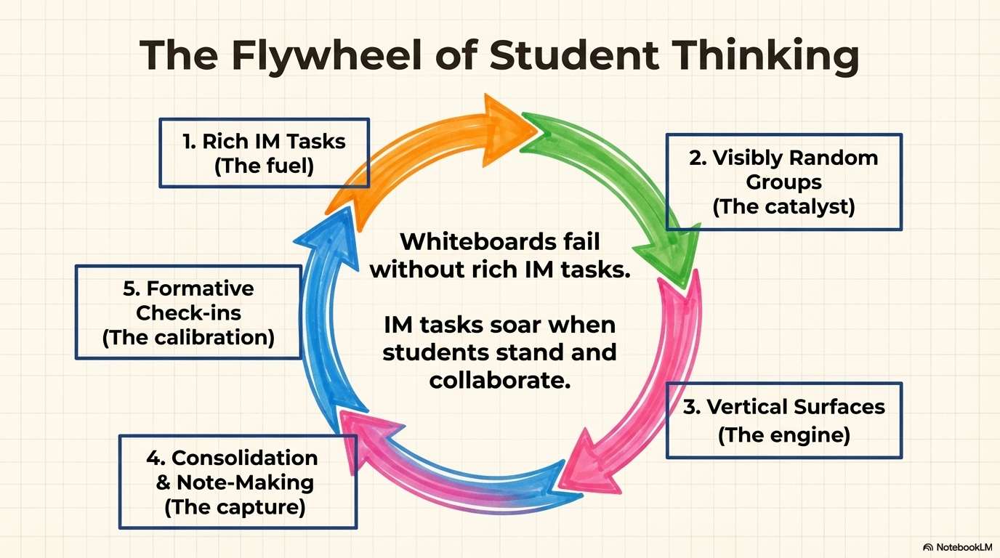 The Flywheel of Student Thinking
1. Rich IM Tasks
(The fuel)
2. Visibly Random
Groups
(The catalyst)
Whiteboards fail
without rich IM tasks.
IM tasks soar when
students stand and
collaborate.
5. Formative
Check-ins
(The calibration)
3. Vertical Surfaces
(The engine)
4. Consolidation
& Note-Making
(The capture)
NotebookLM